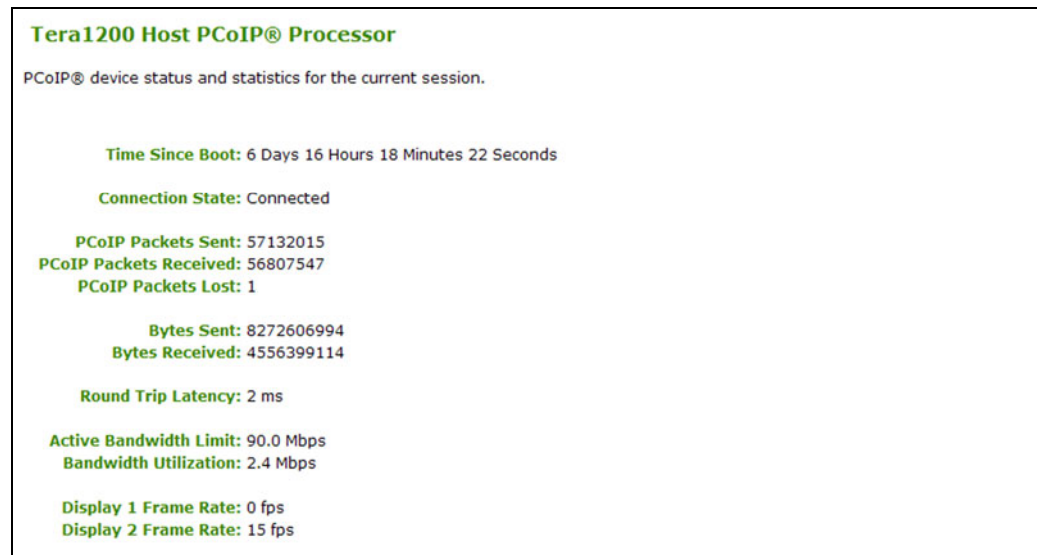 Tera1200 Host PCoIP® Processor
PCoIP® device status and statistics for the current session.
Time Since Boot: 6 Days 16 Hours 18 Minutes 22 Seconds
Connection State: Connected
PCoIP Packets Sent: 57132015
PCoIP Packets Received: 56807547
PCoIP Packets Lost: 1
Bytes Sent: 8272606994
Bytes Received: 4556399114
Round Trip Latency: 2 ms
Active Bandwidth Limit: 90.0 Mbps
Bandwidth Utilization: 2.4 Mbps
Display 1 Frame Rate: 0 fps
Display 2 Frame Rate: 15 fps